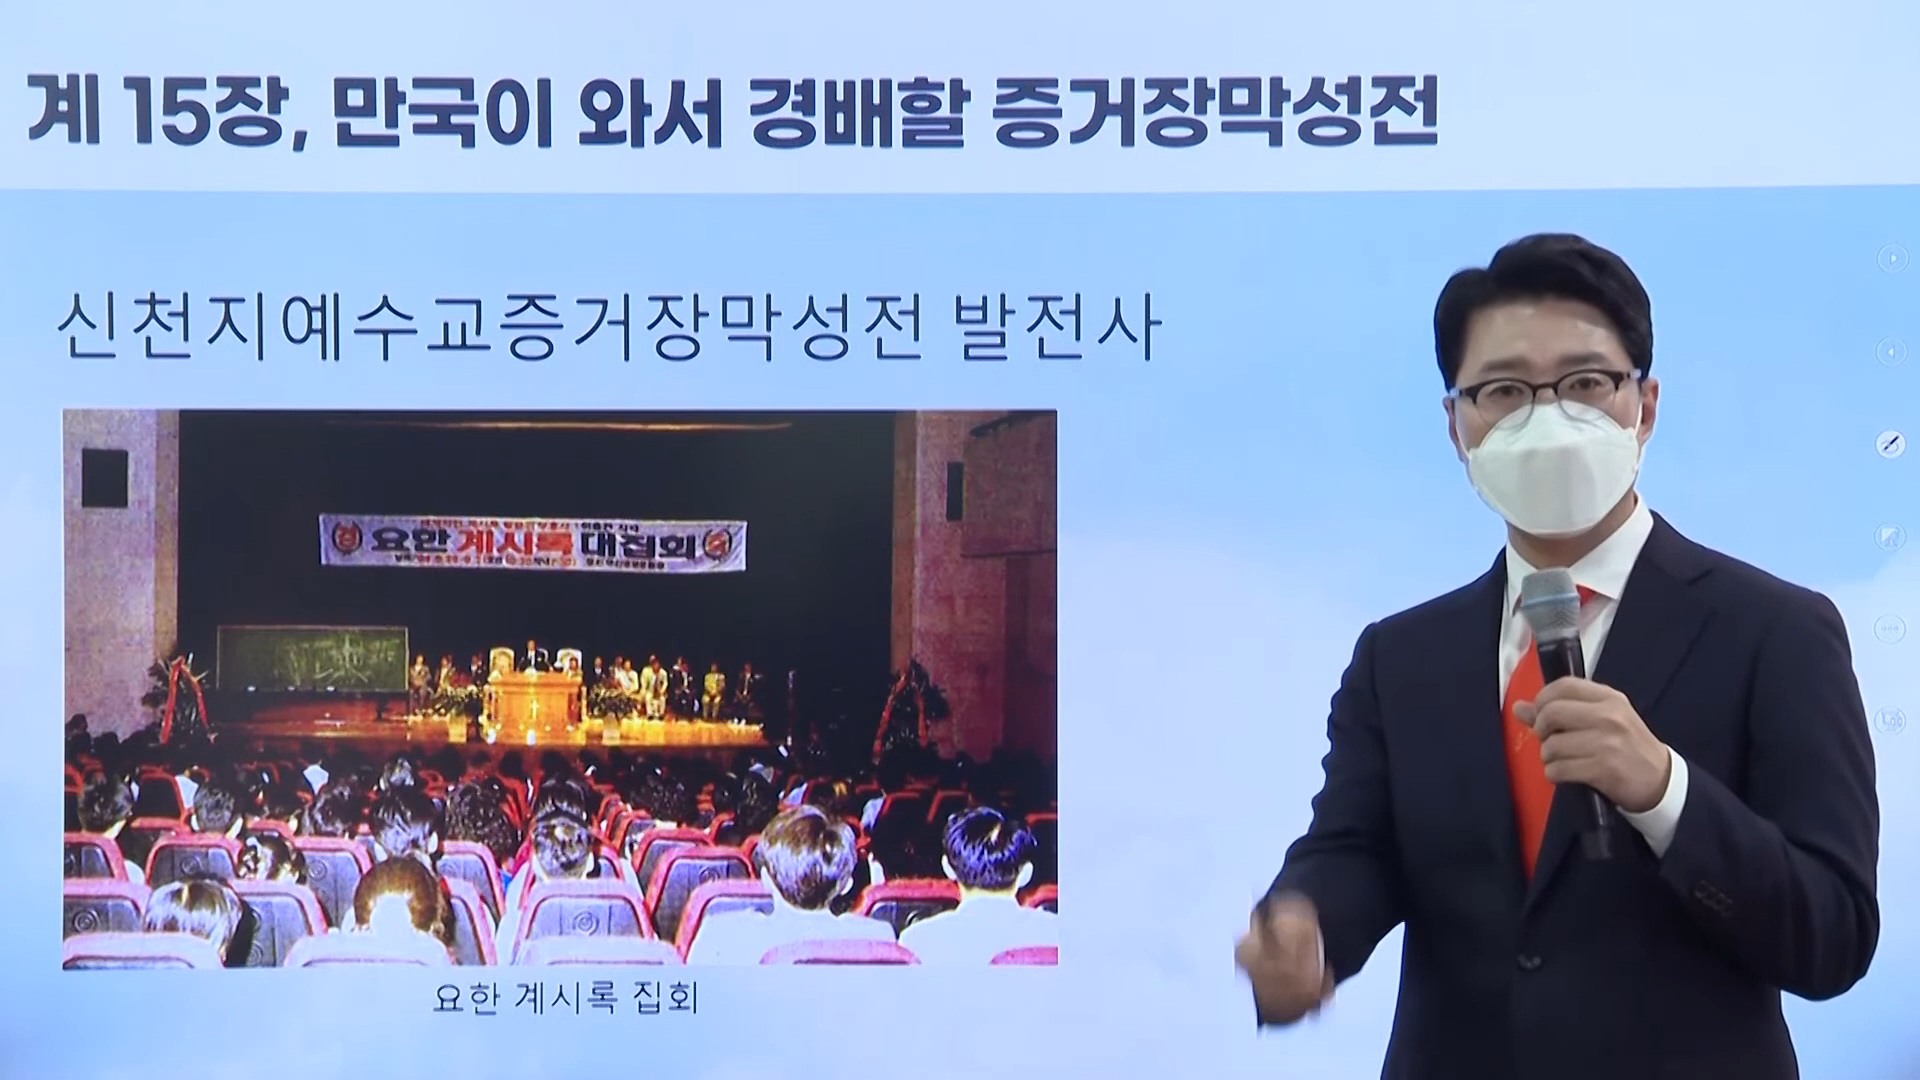 계 15장, 만국이 와서 경배할 증거장막성전
신천지예수교증거장막성전 발전사
요한 계시록 대집회
요한 계시록 집회